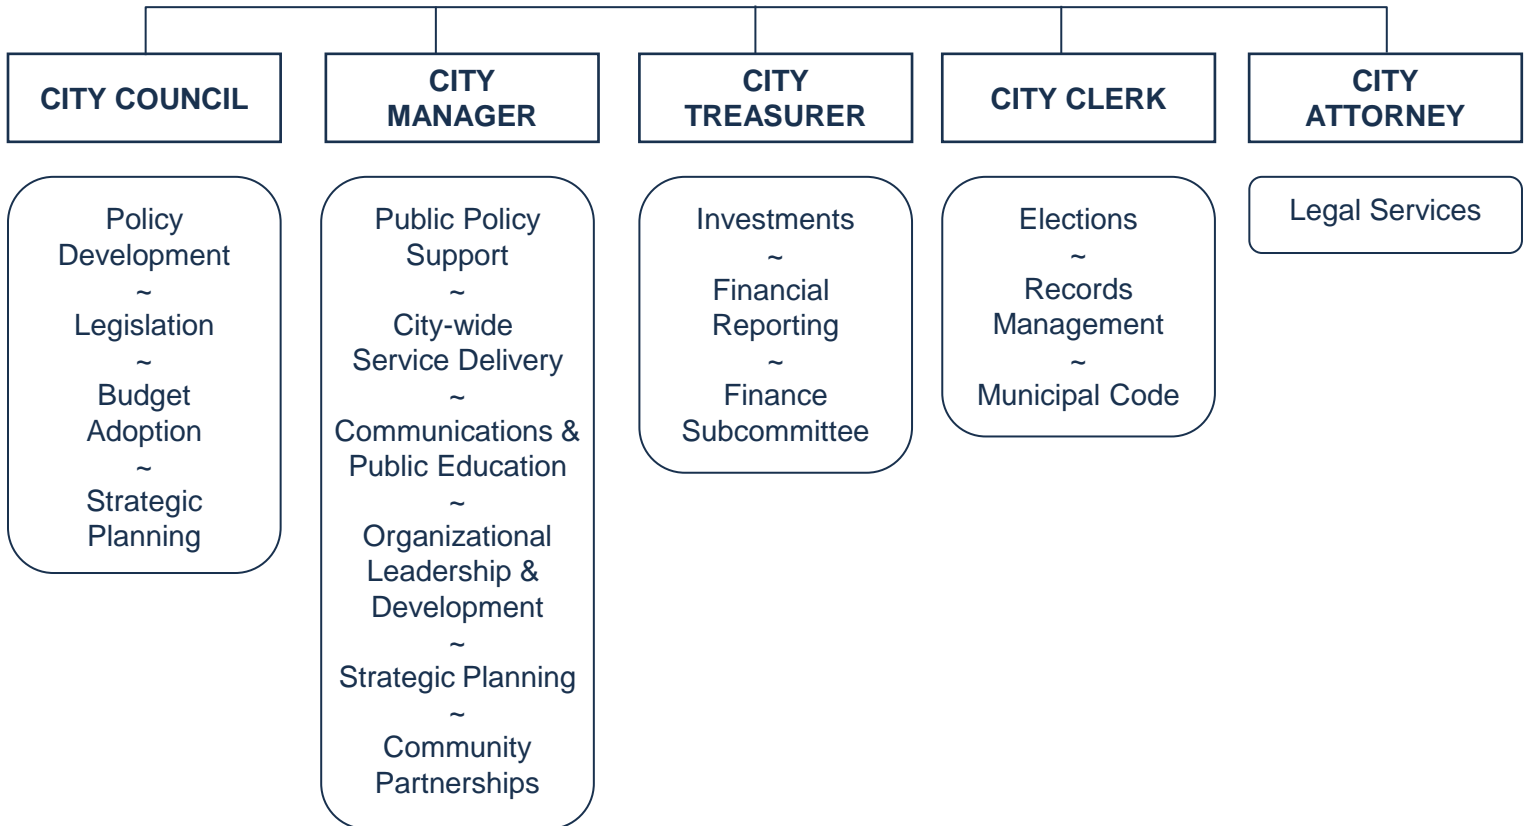 CITY COUNCIL
CITY
MANAGER
CITY
TREASURER
CITY CLERK
CITY
ATTORNEY
Policy
Development
~
Legislation
~
Budget
Adoption
~
Strategic
Planning
Public Policy
Support
~
City-wide
Service Delivery
~
Communications &
Public Education
~
Organizational
Leadership &
Development
~
Strategic Planning
~
Community
Partnerships
Investments
~
Financial
Reporting
~
Finance
Subcommittee
Elections
~
Records
Management
~
Municipal Code
Legal Services